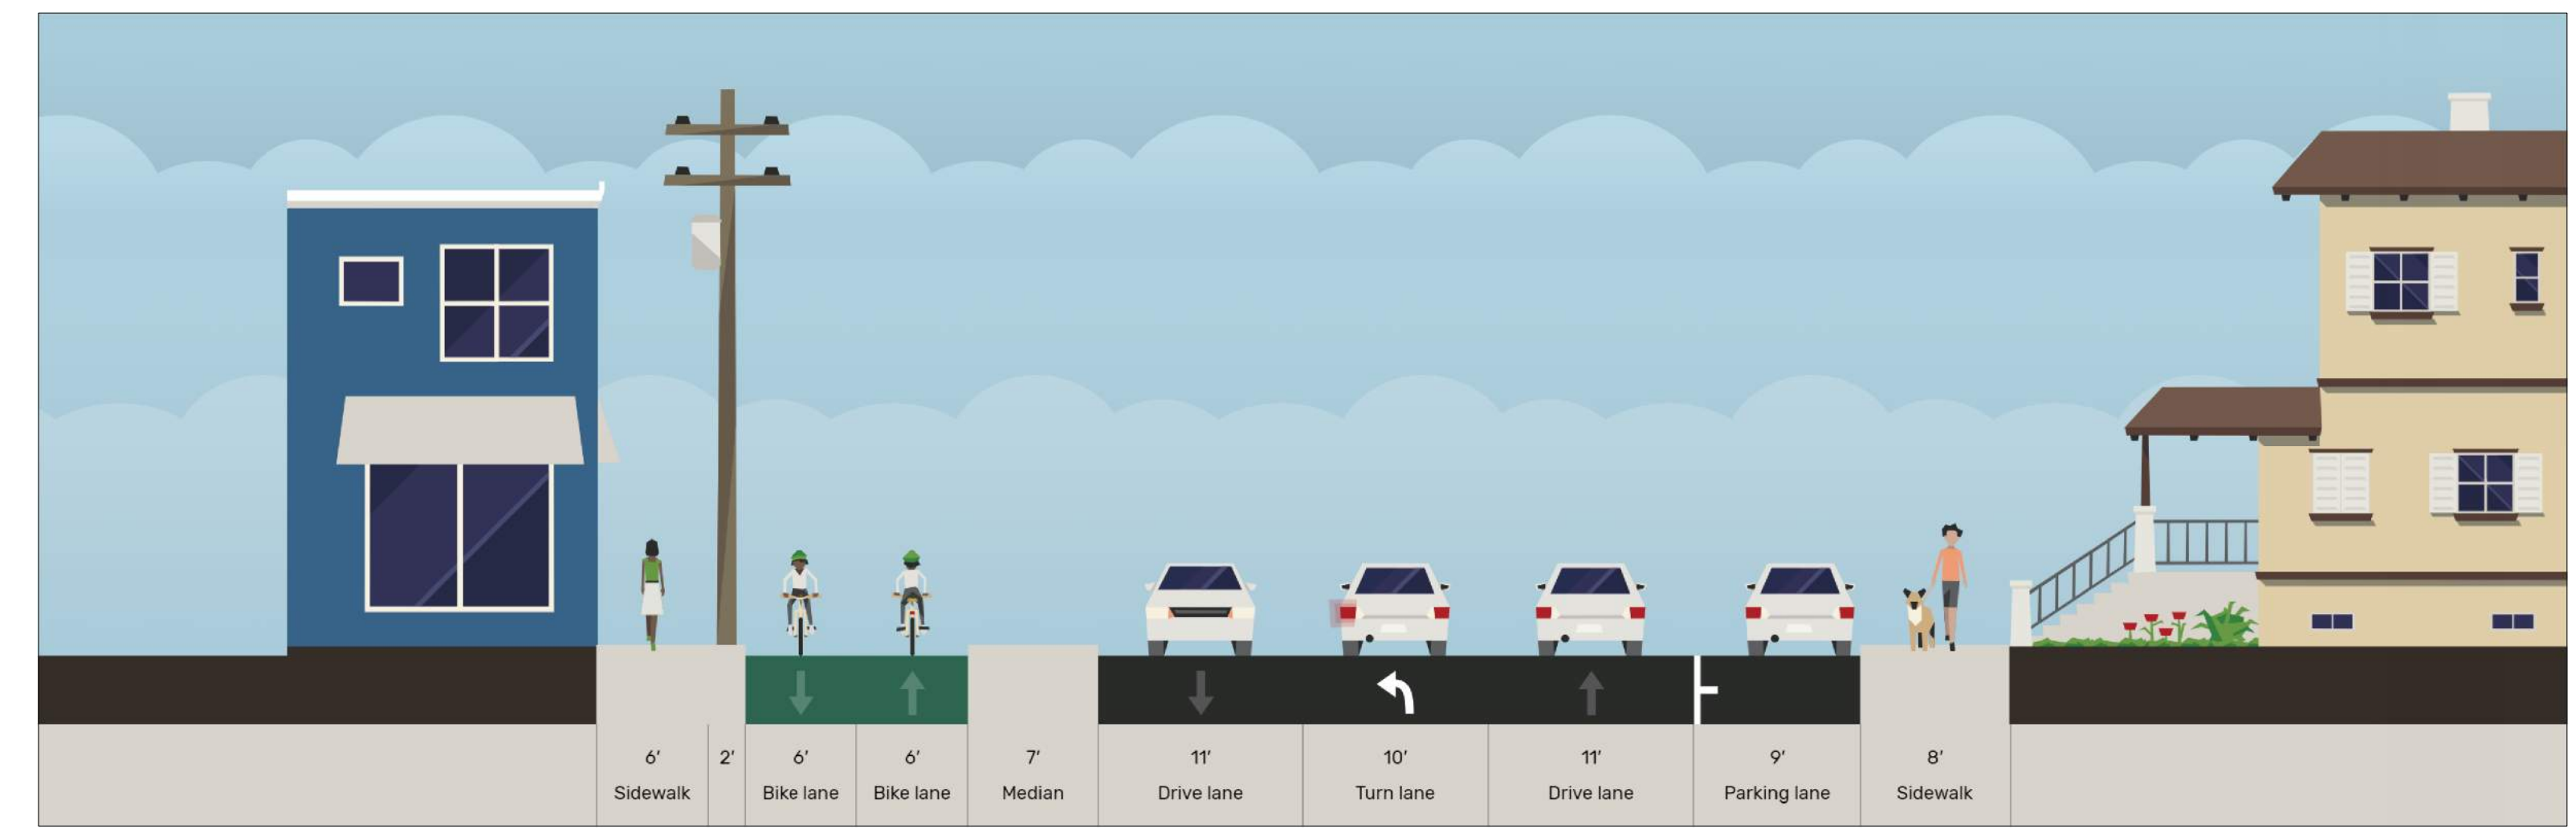 6′ 2′ 6′ 6′ 7′ 11′ 10′ 11′ 9′ 8′
Sidewalk Bike lane Bike lane Median Drive lane Turn lane Drive lane Parking lane Sidewalk